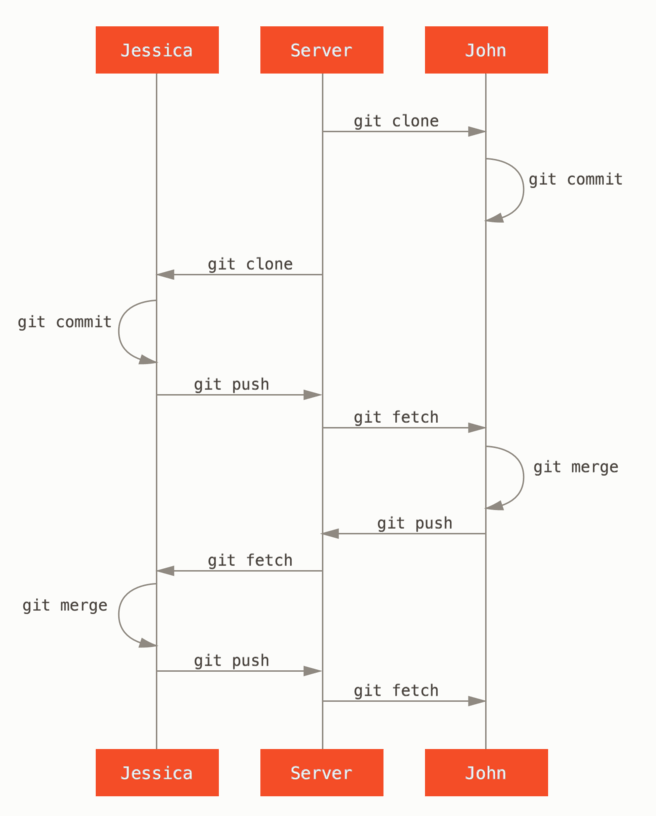 Jessica
Server
John
git clone
git commit
git clone
git commit
git push
git fetch
git merge
git push
git fetch
git merge
git push
git fetch
Jessica
Server
John